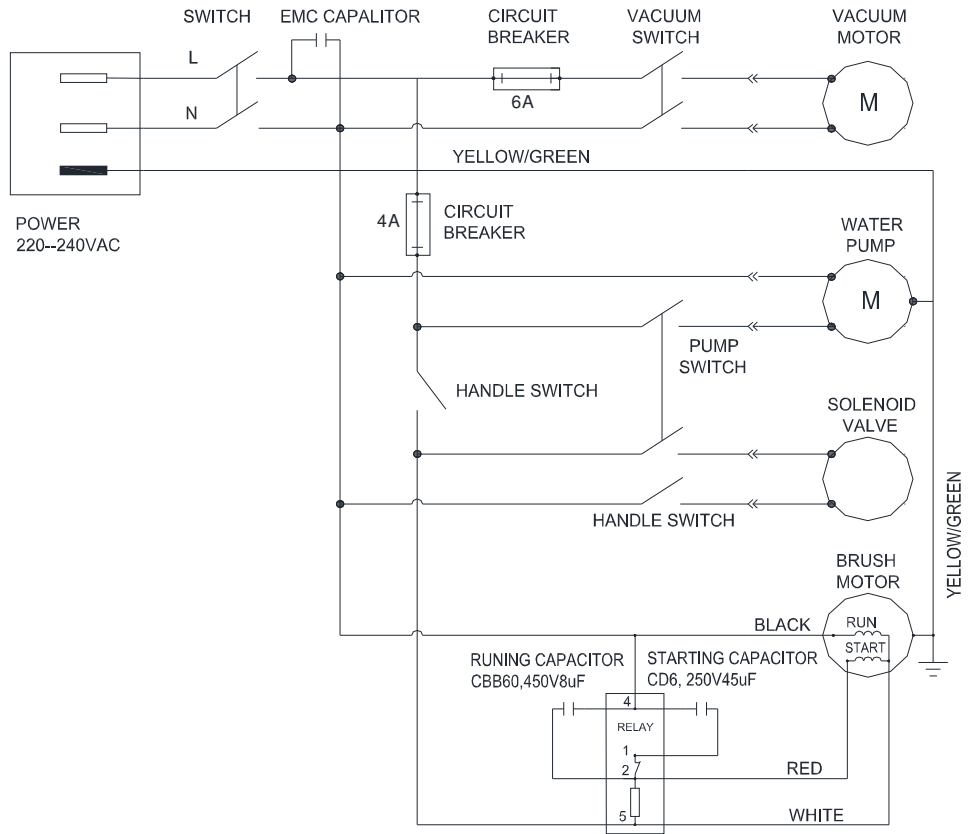 SWITCH
EMC CAPALITOR
CIRCUIT
BREAKER
VACUUM
SWITCH
VACUUM
MOTOR
L
N
6A
M
YELLOW/GREEN
POWER
220--240VAC
4A
CIRCUIT
BREAKER
WATER
PUMP
M
PUMP
SWITCH
HANDLE SWITCH
SOLENOID
VALVE
HANDLE SWITCH
YELLOW/GREEN
BRUSH
MOTOR
BLACK
RUN
START
RUNING CAPACITOR
CBB60,450V8uF
STARTING CAPACITOR
CD6, 250V45uF
4
RELAY
1
2
RED
5
WHITE